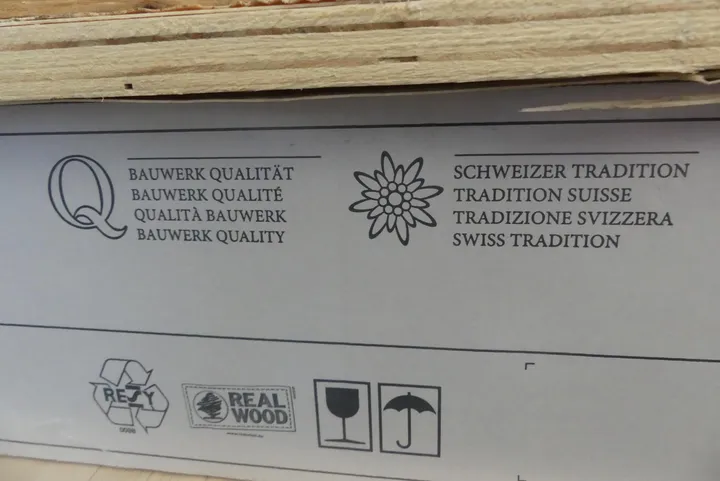 BAUWERK QUALITÄT
BAUWERK QUALITÉ
QUALITÀ BAUWERK
BAUWERK QUALITY
SCHWEIZER TRADITION
TRADITION SUISSE
TRADIZIONE SVIZZERA
SWISS TRADITION
RESY
REAL
WOOD